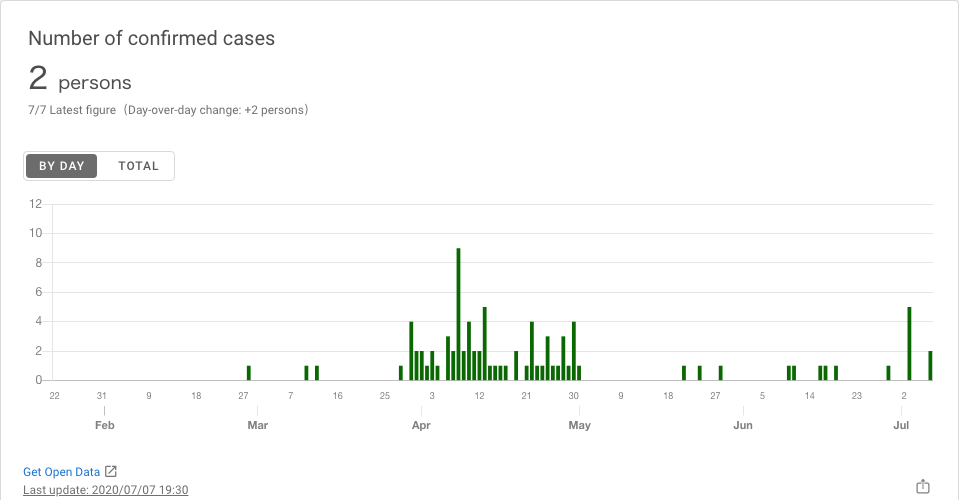 Number of confirmed cases
2 persons
7/7 Latest figure（Day-over-day change: +2 persons）
BY DAY TOTAL
12
10
8
6
4
2
0
22 31 9 18 27 7 16 25 3 12 21 30 9 18 27 5 14 23 2
Feb Mar Apr May Jun Jul
Get Open Data
Last update: 2020/07/07 19:30